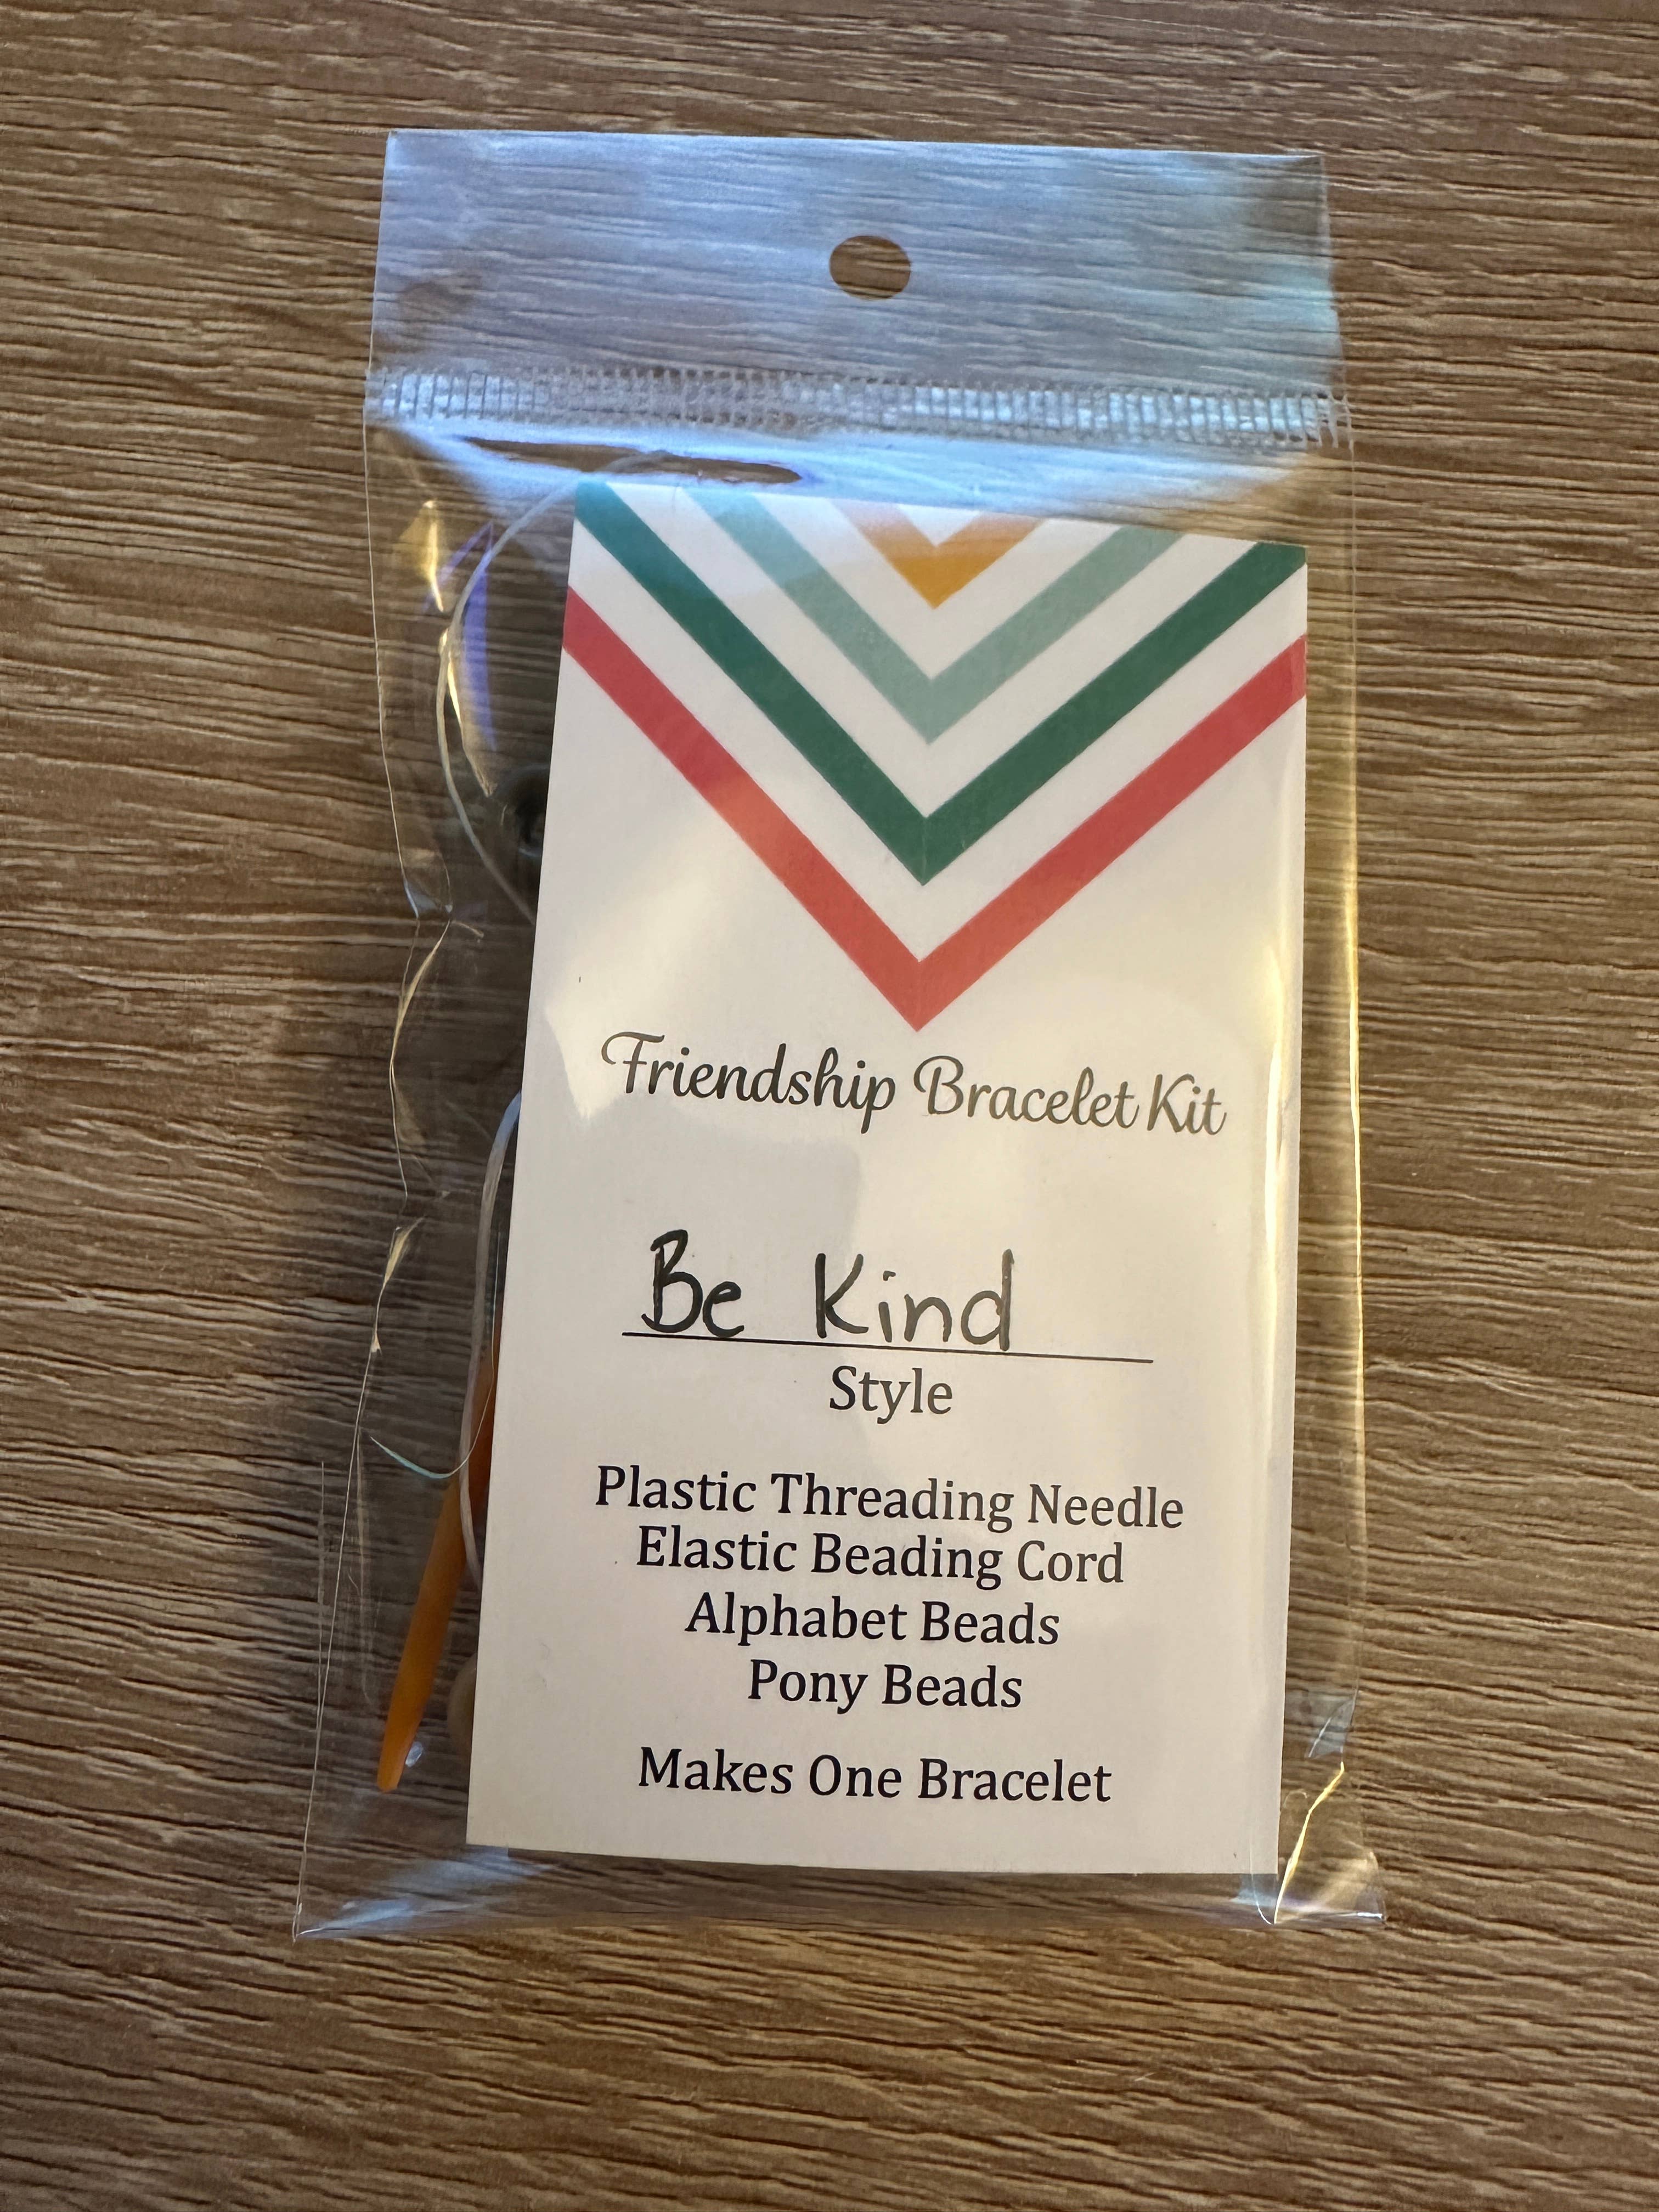 Friendship Bracelet Kit
Be Kind
Style
Plastic Threading Needle
Elastic Beading Cord
Alphabet Beads
Pony Beads
Makes One Bracelet